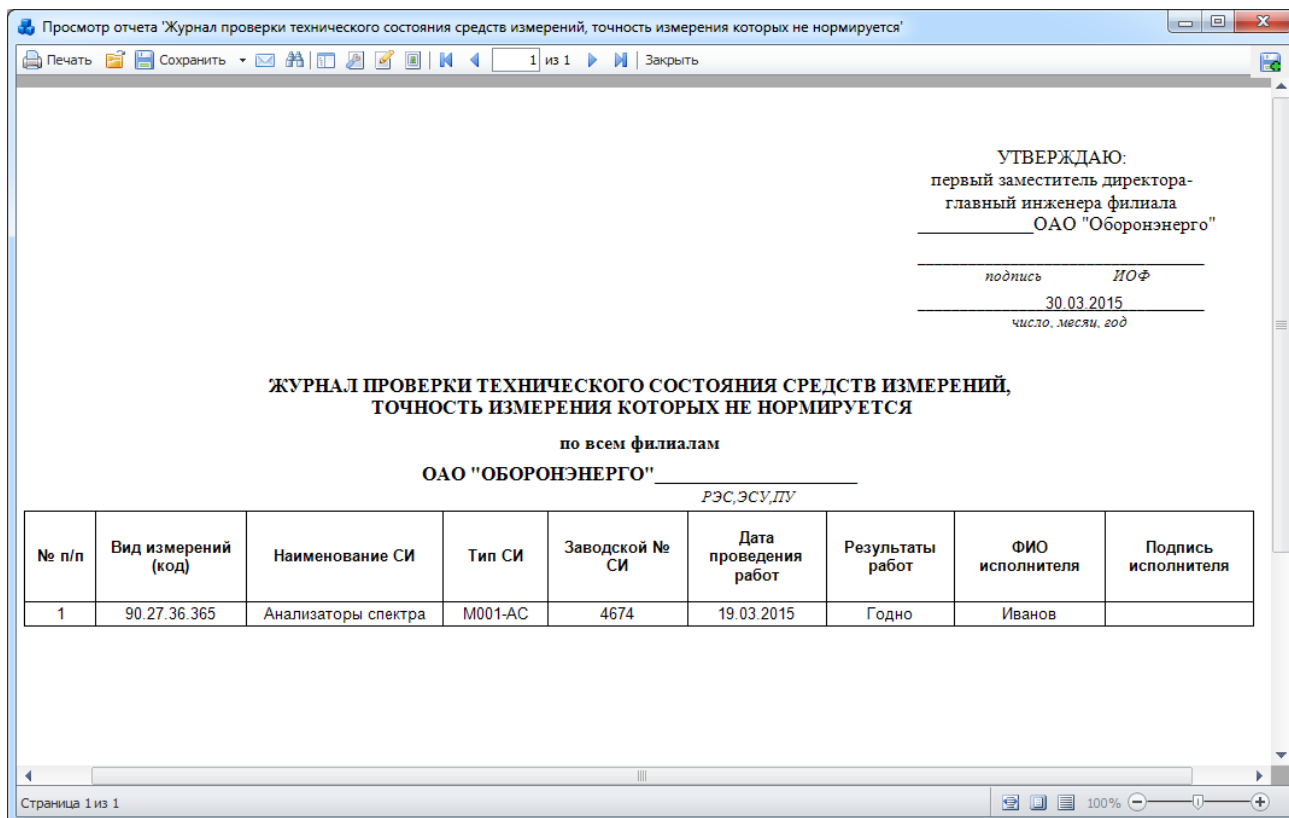 Просмотр отчета 'Журнал проверки технического состояния средств измерений, точность измерения которых не нормируется'
Печать Сохранить 1 из 1 Закрыть
УТВЕРЖДАЮ:
первый заместитель директора-
главный инженера филиала
______________ОАО "Оборонэнерго"
подпись ИОФ
30.03.2015
число, месяц, год
ЖУРНАЛ ПРОВЕРКИ ТЕХНИЧЕСКОГО СОСТОЯНИЯ СРЕДСТВ ИЗМЕРЕНИЙ,
ТОЧНОСТЬ ИЗМЕРЕНИЯ КОТОРЫХ НЕ НОРМИРУЕТСЯ
по всем филиалам
ОАО "ОБОРОНЭНЕРГО"____________________
РЭС,ЭСУ,ПУ
№ п/п Вид измерений (код) Наименование СИ Тип СИ Заводской № СИ Дата проведения работ Результаты работ ФИО исполнителя Подпись исполнителя
1 90.27.36.365 Анализаторы спектра М001-АС 4674 19.03.2015 Годно Иванов
Страница 1 из 1 100%